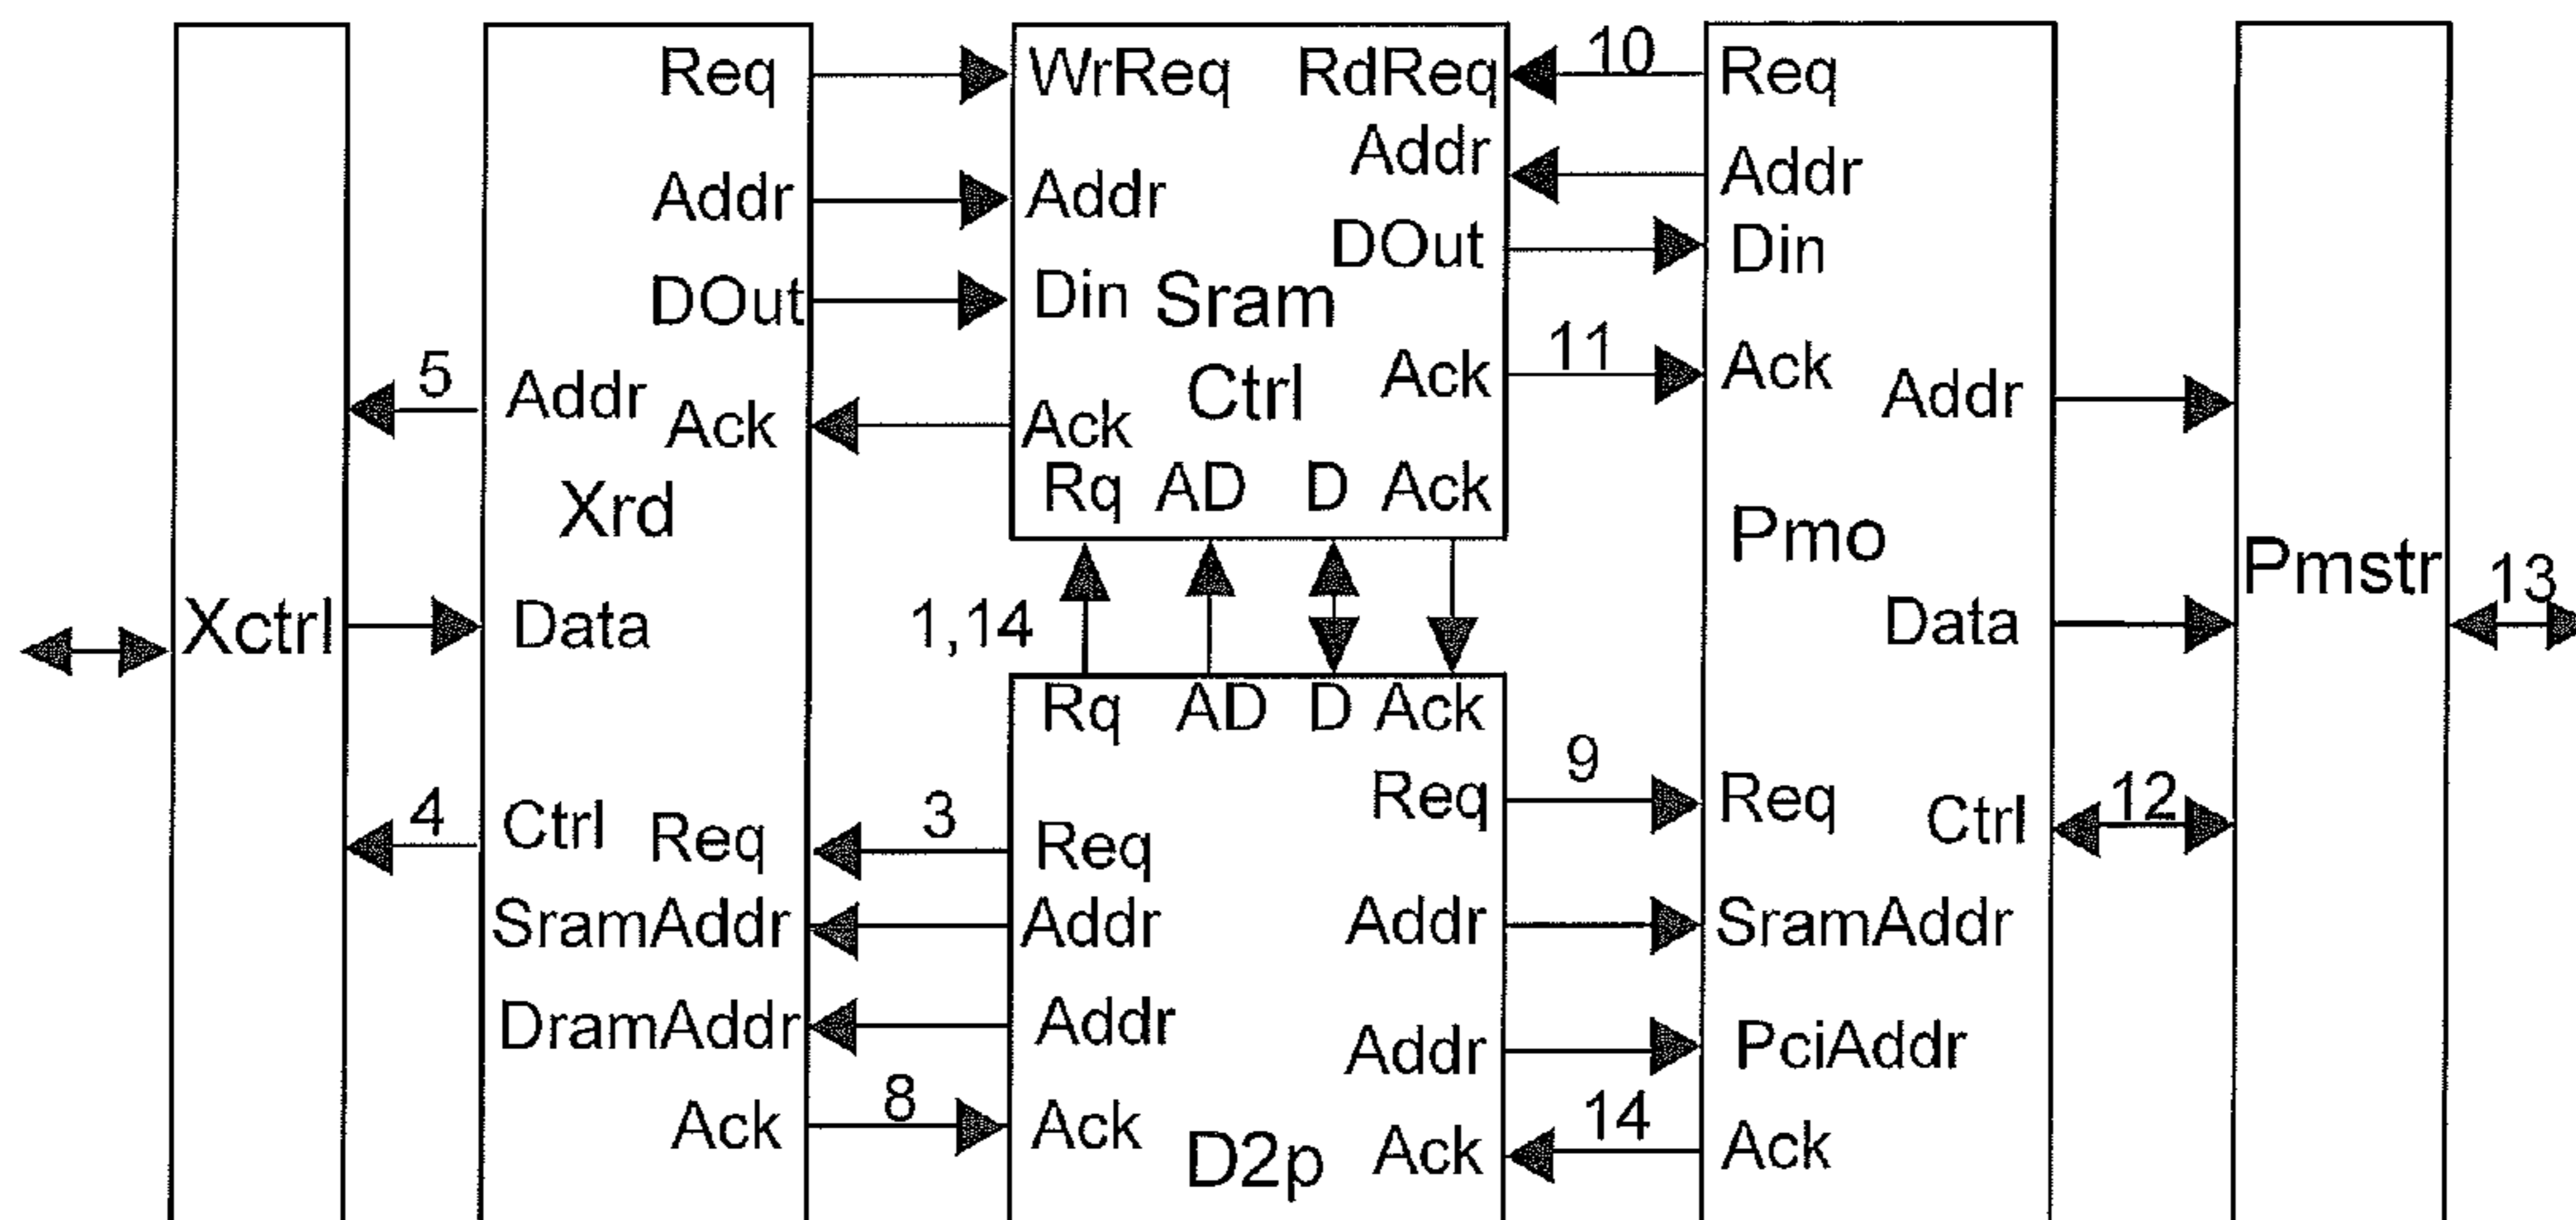 Req WrReq RdReq 10 Req
Addr Addr Addr Addr
DOut Din DOut Din
Sram
5 Addr Ack Ack Ctrl Ack 11 Ack Addr
Rq AD D Ack
Xrd Pmo Pmstr 13
Xctrl Data 1,14 Data
Rq AD D Ack
4 Ctrl Req 3 Req Req 9 Req Ctrl 12
SramAddr Addr Addr SramAddr
DramAddr Addr Addr PciAddr
Ack 8 Ack D2p Ack 14 Ack